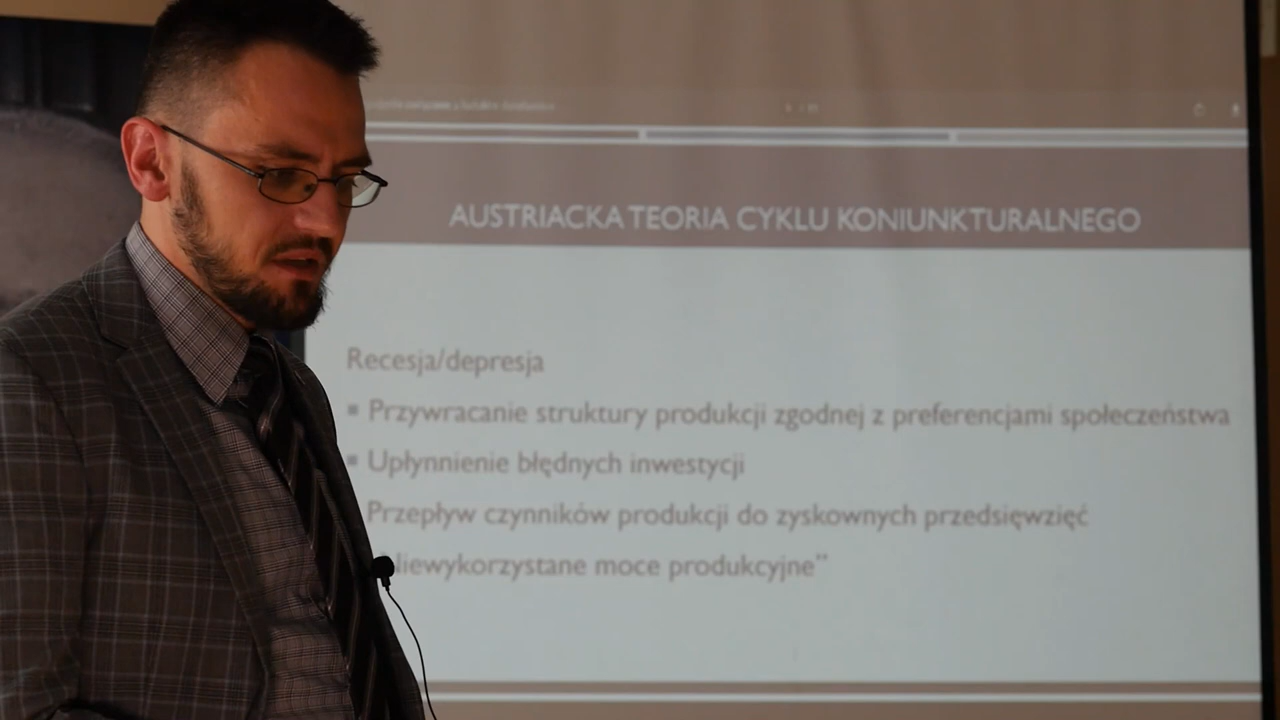 AUSTRIACKA TEORIA CYKLU KONIUNKTURALNEGO
Recesja/depresja
▪ Przywracanie struktury produkcji zgodnej z preferencjami społeczeństwa
▪ Upłynnienie błędnych inwestycji
Przepływ czynników produkcji do zyskownych przedsięwzięć
Niewykorzystane moce produkcyjne”